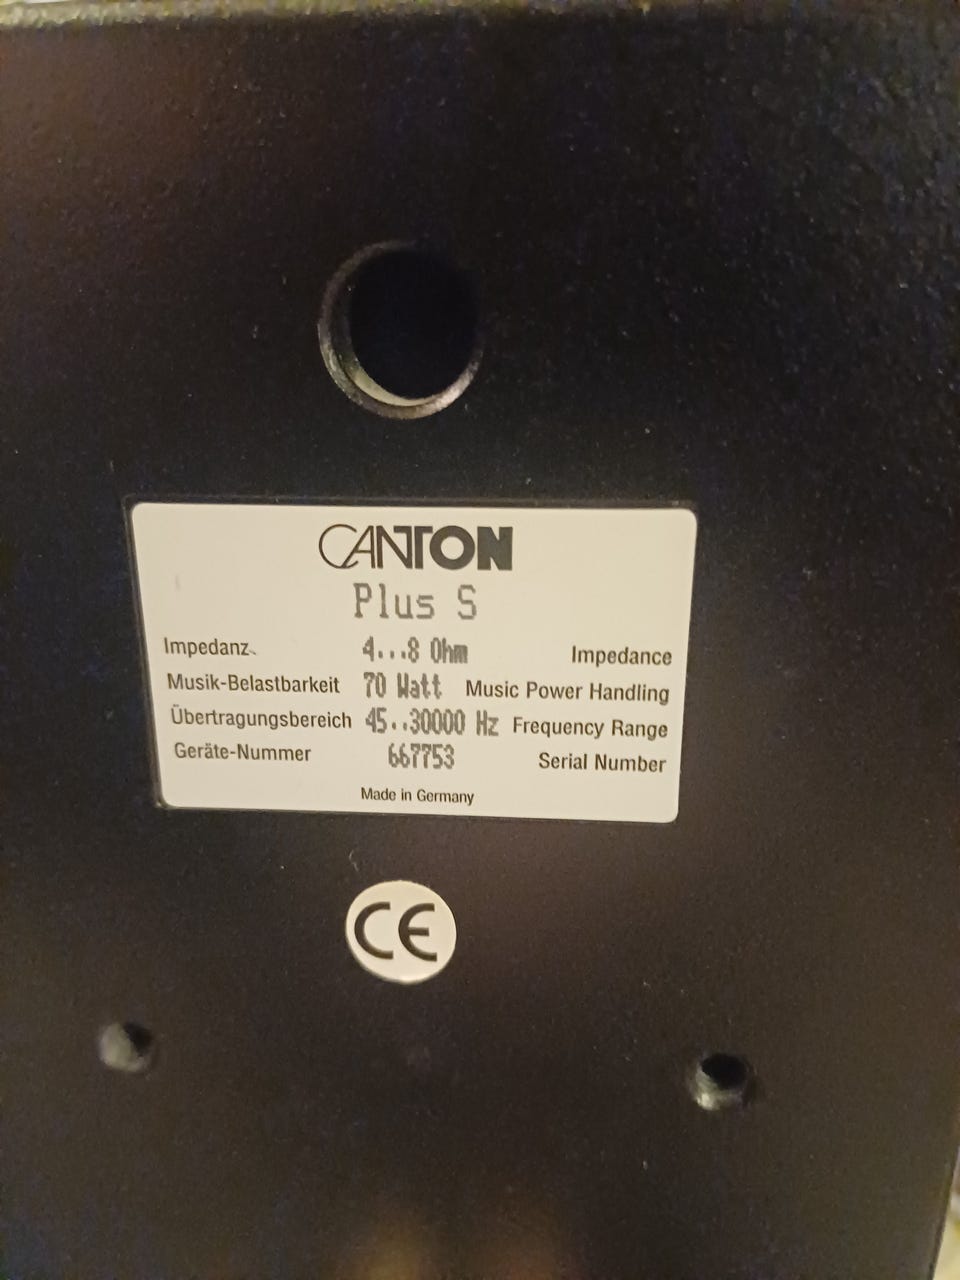 CANTON
Plus S
Impedanz 4...8 Ohm Impedance
Musik-Belastbarkeit 70 Watt Music Power Handling
Übertragungsbereich 45..30000 Hz Frequency Range
Geräte-Nummer 667753 Serial Number
Made in Germany
CE